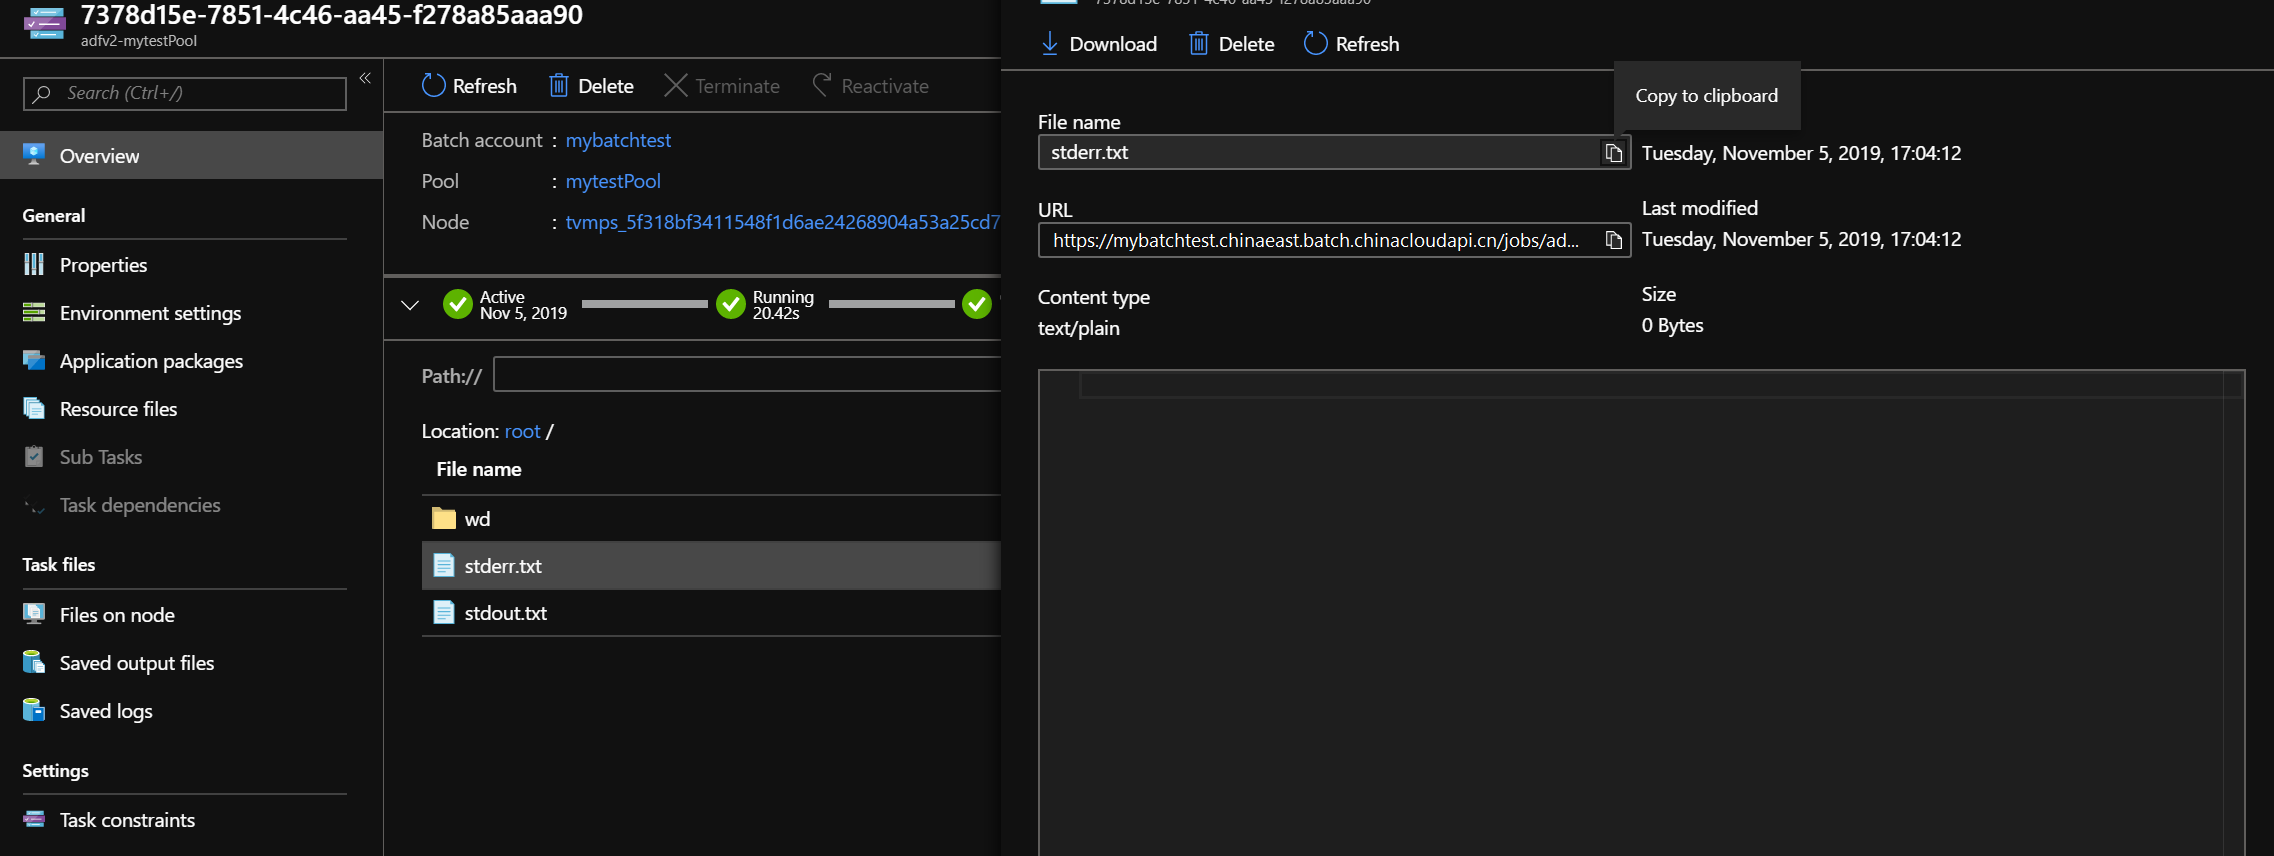 7378d15e-7851-4c46-aa45-f278a85aaa90
adfv2-mytestPool
Search (Ctrl+/)
«
Overview
General
Properties
Environment settings
Application packages
Resource files
Sub Tasks
Task dependencies
Task files
Files on node
Saved output files
Saved logs
Settings
Task constraints
Refresh
Delete
Terminate
Reactivate
Batch account : mybatchtest
Pool : mytestPool
Node : tvmps_5f318bf3411548f1d6ae24268904a53a25cd7
Active
Nov 5, 2019
Running
20.42s
Path://
Location: root /
File name
wd
stderr.txt
stdout.txt
Download
Delete
Refresh
Copy to clipboard
File name
stderr.txt
Tuesday, November 5, 2019, 17:04:12
URL
https://mybatchtest.chinaeast.batch.chinacloudapi.cn/jobs/ad...
Last modified
Tuesday, November 5, 2019, 17:04:12
Content type
text/plain
Size
0 Bytes